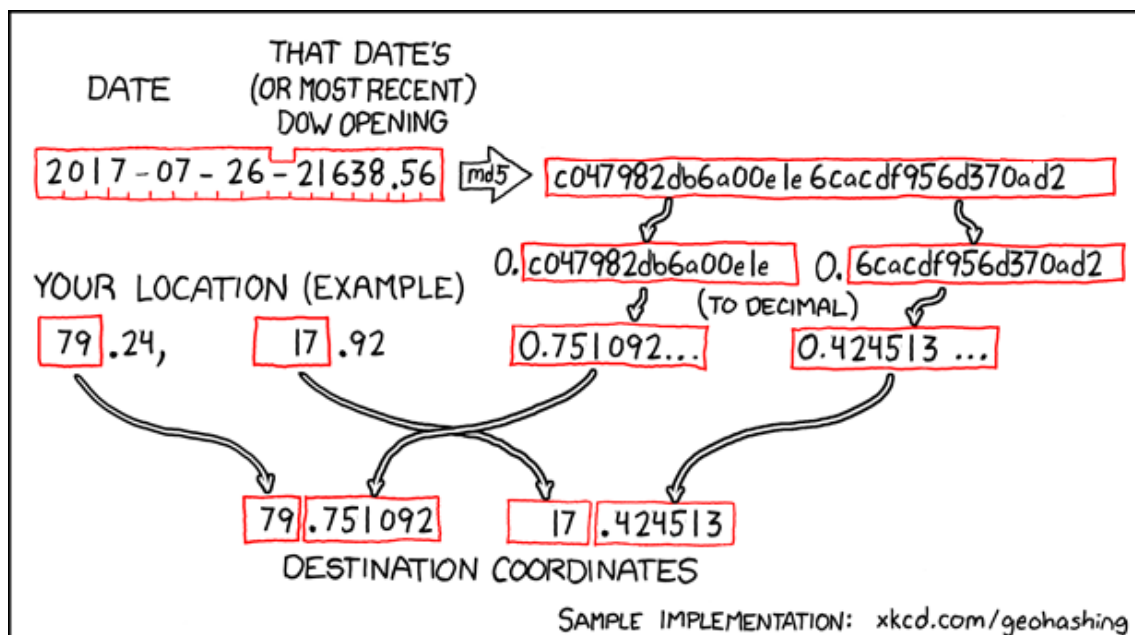 DATE
THAT DATE'S
(OR MOST RECENT)
DOW OPENING
2017-07-26-21638.56
md5
c047982db6a00e1e6cacdf956d370ad2
0.c047982db6a00e1e
0.6cacdf956d370ad2
(TO DECIMAL)
YOUR LOCATION (EXAMPLE)
79.24, 17.92
0.751092...
0.424513...
79.751092
17.424513
DESTINATION COORDINATES
SAMPLE IMPLEMENTATION: xkcd.com/geohashing